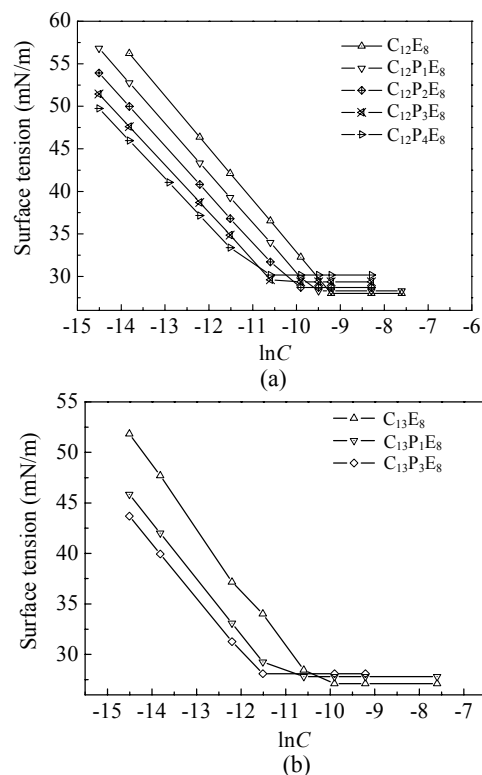 60
55
50
45
40
35
30
Surface tension (mN/m)
C₁₂E₈
C₁₂P₁E₈
C₁₂P₂E₈
C₁₂P₃E₈
C₁₂P₄E₈
-15 -14 -13 -12 -11 -10 -9 -8 -7 -6
lnC
(a)
55
50
45
40
35
30
Surface tension (mN/m)
C₁₃E₈
C₁₃P₁E₈
C₁₃P₃E₈
-15 -14 -13 -12 -11 -10 -9 -8 -7
lnC
(b)